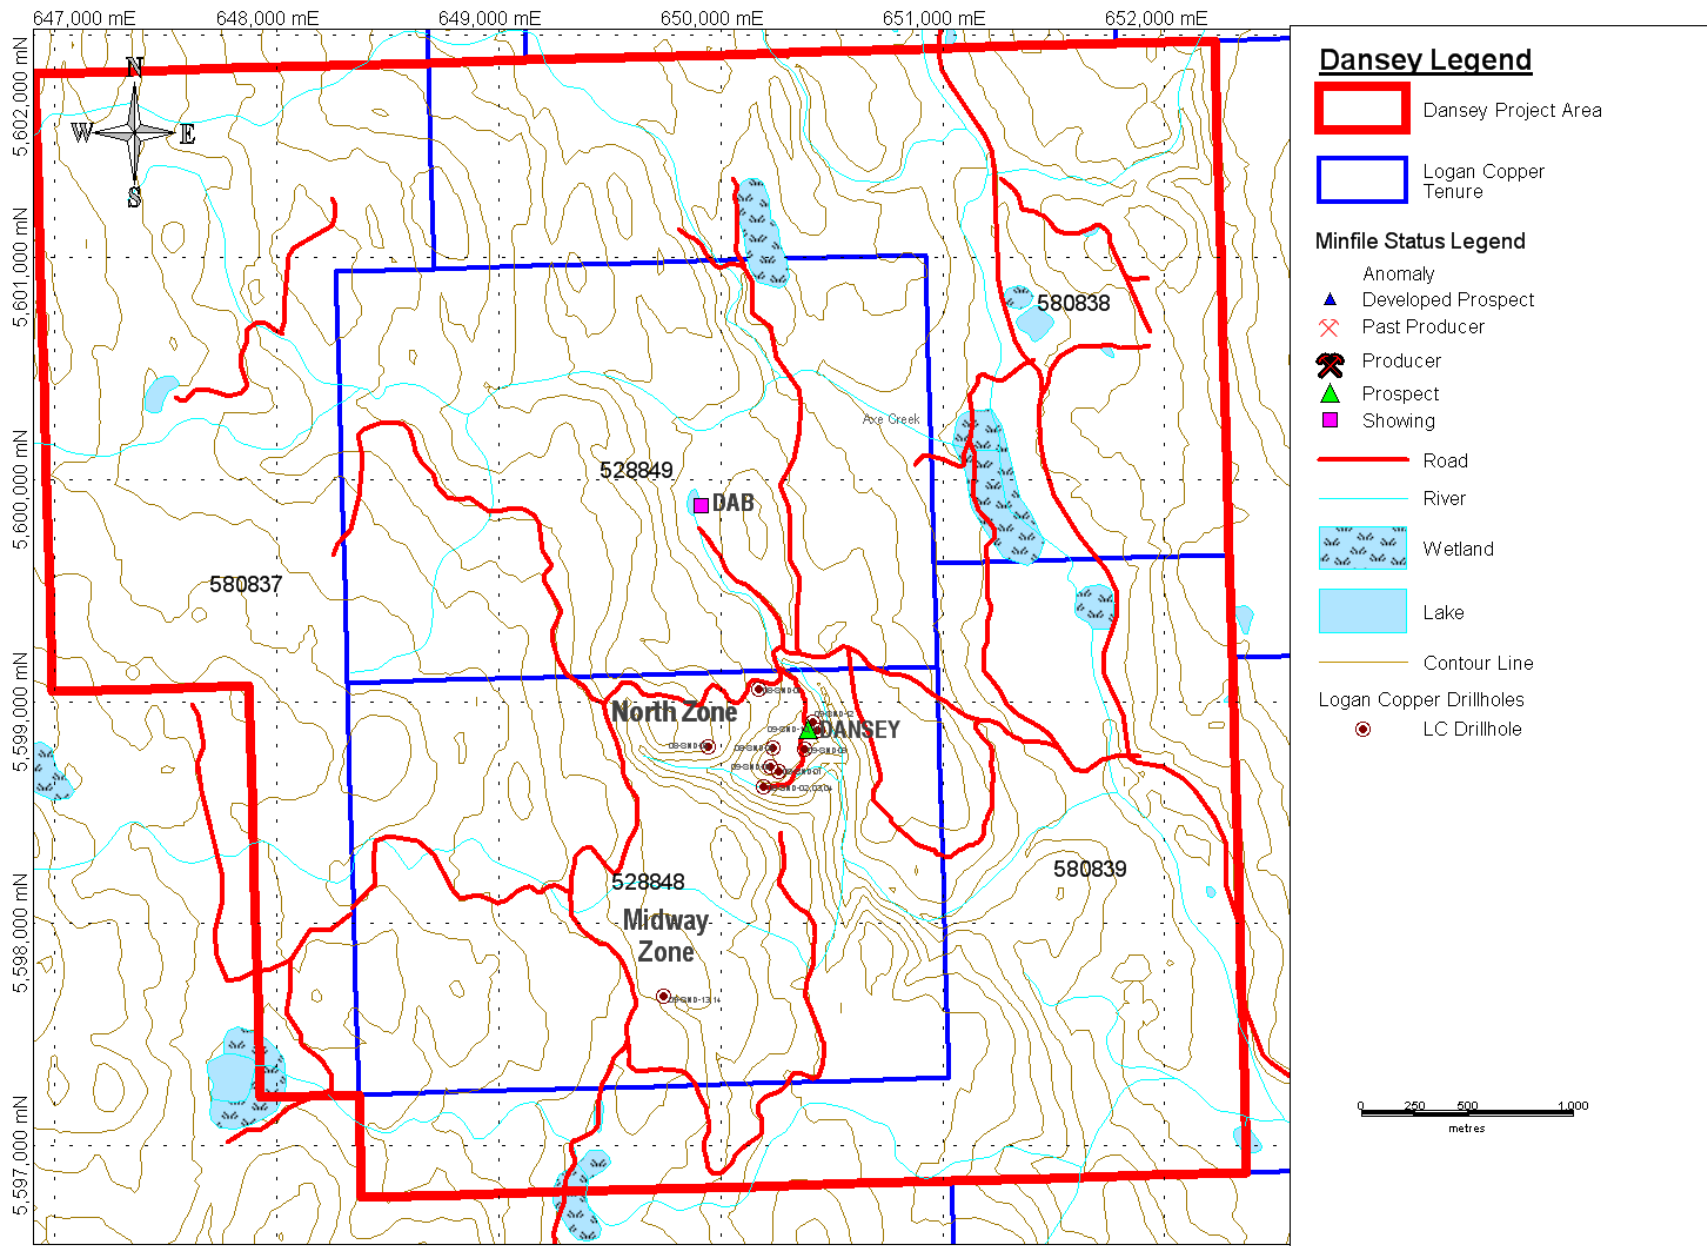 647,000 mE 648,000 mE 649,000 mE 650,000 mE 651,000 mE 652,000 mE
5,602,000 mN
5,601,000 mN
5,600,000 mN
5,599,000 mN
5,598,000 mN
5,597,000 mN
N
W E
S
580838
Axe Creek
528849
DAB
580837
North Zone
DANSEY
580839
528848
Midway
Zone
Dansey Legend
Dansey Project Area
Logan Copper
Tenure
Minfile Status Legend
Anomaly
Developed Prospect
Past Producer
Producer
Prospect
Showing
Road
River
Wetland
Lake
Contour Line
Logan Copper Drillholes
LC Drillhole
0 250 500 1,000
metres